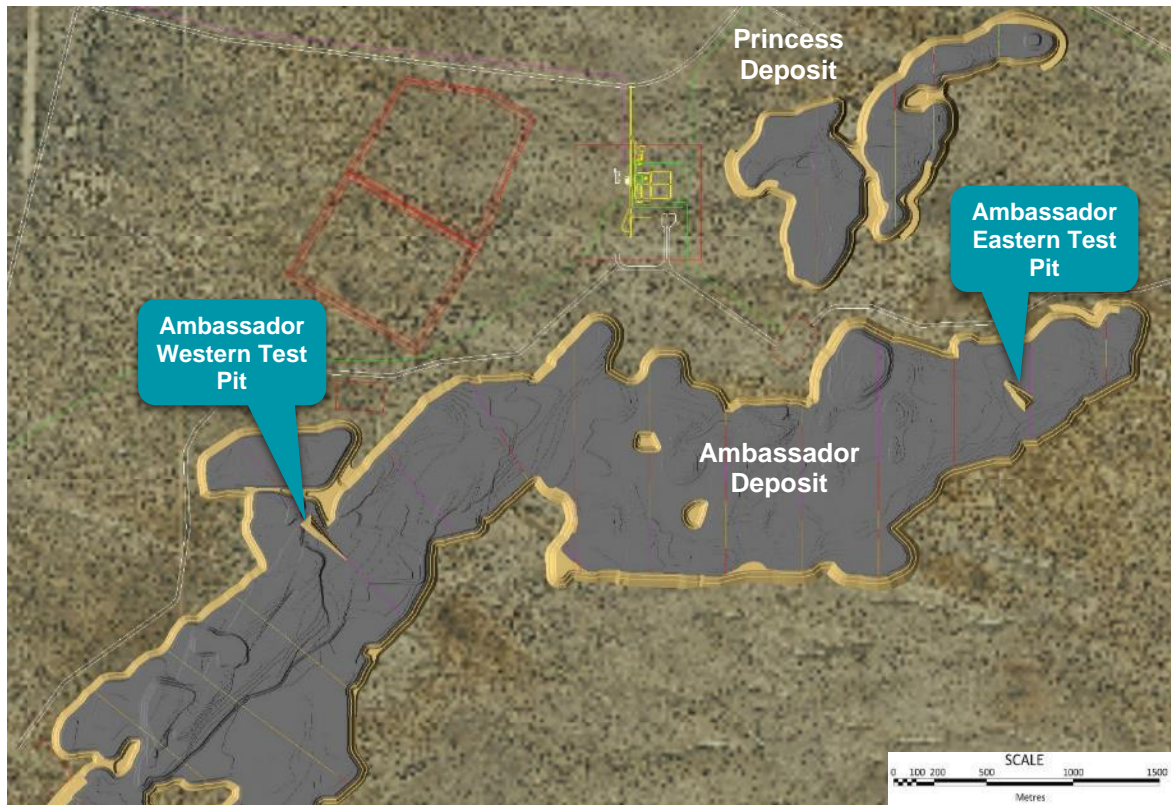 Princess
Deposit
Ambassador
Eastern Test
Pit
Ambassador
Western Test
Pit
Ambassador
Deposit
SCALE
0 100 200 500 1000 1500
Metres